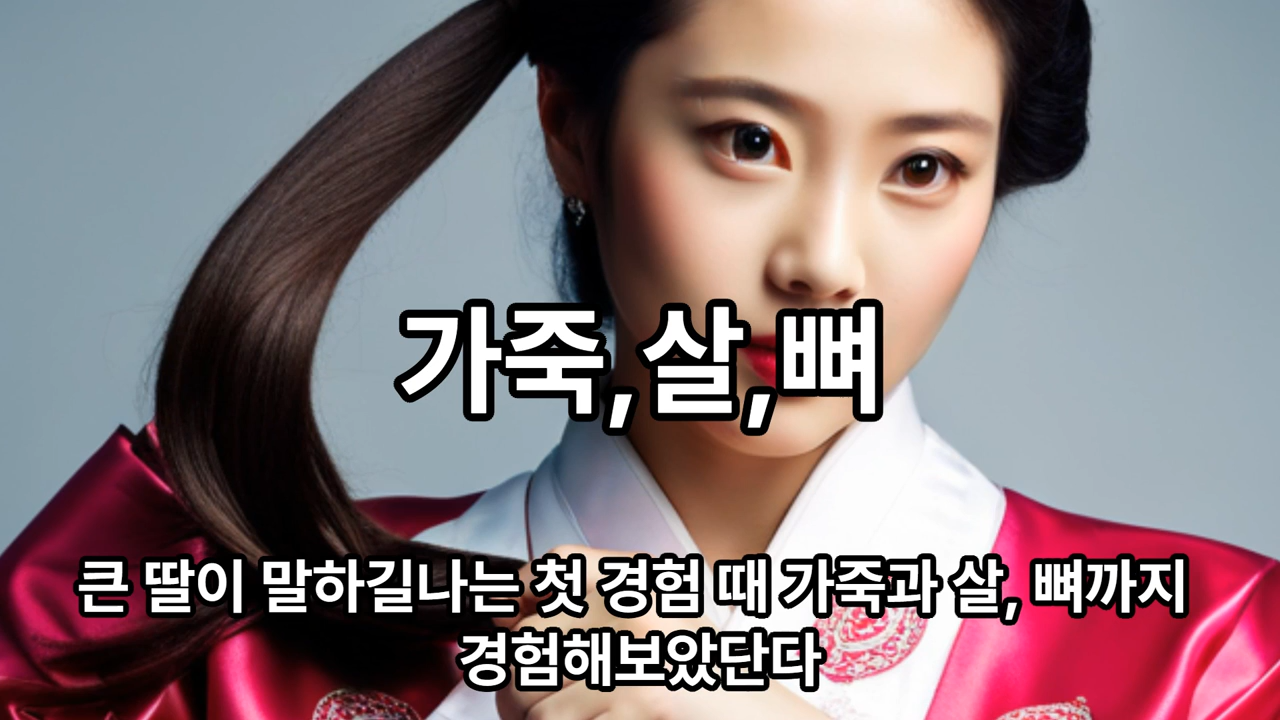 가죽,살,뼈
큰 딸이 말하길나는 첫 경험 때 가죽과 살, 뼈까지
경험해보았단다